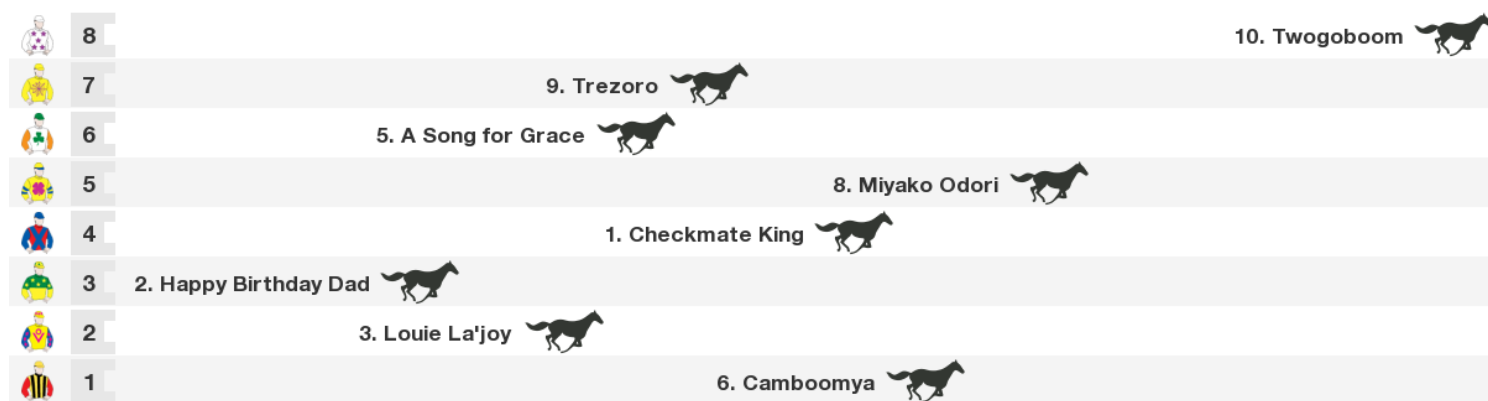 8 10. Twogoboom
7 9. Trezoro
6 5. A Song for Grace
5 8. Miyako Odori
4 1. Checkmate King
3 2. Happy Birthday Dad
2 3. Louie La'joy
1 6. Camboomya